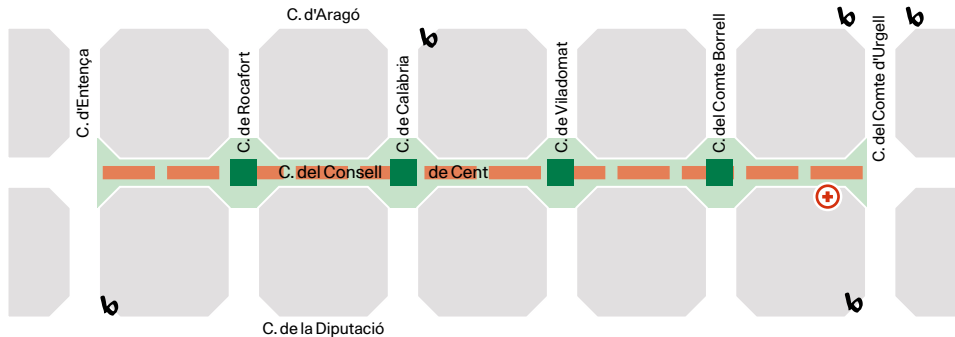 C. d'Aragó
C. d'Entença
C. de Rocafort
C. de Calàbria
C. de Viladomat
C. del Comte Borrell
C. del Comte d'Urgell
C. del Consell de Cent
C. de la Diputació